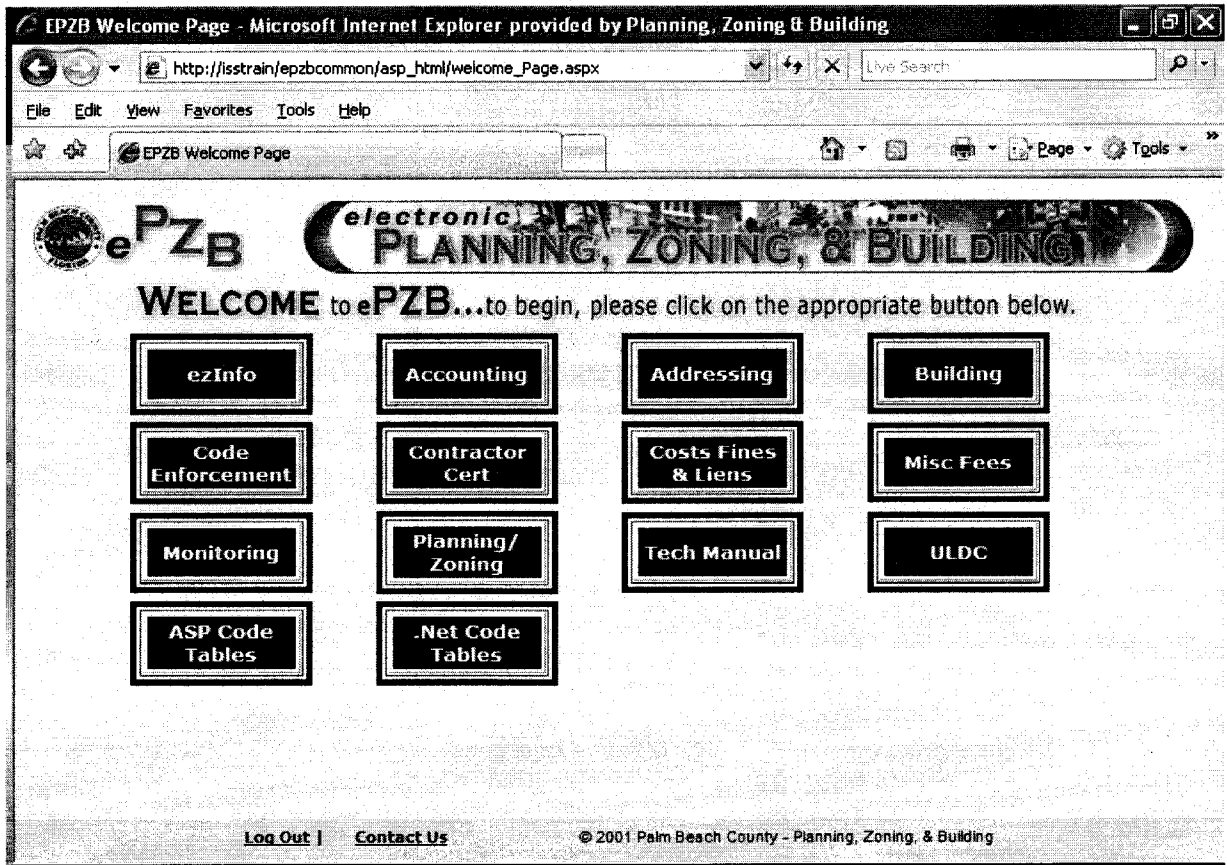 EPZB Welcome Page - Microsoft Internet Explorer provided by Planning, Zoning & Building
http://isstrain/epzbcommon/asp_html/welcome_Page.aspx
Live Search
File Edit View Favorites Tools Help
EPZB Welcome Page
Page Tools
ePZB
electronic
PLANNING, ZONING, & BUILDING
WELCOME to ePZB...to begin, please click on the appropriate button below.
ezInfo
Accounting
Addressing
Building
Code
Enforcement
Contractor
Cert
Costs Fines
& Liens
Misc Fees
Monitoring
Planning/
Zoning
Tech Manual
ULDC
ASP Code
Tables
.Net Code
Tables
Log Out | Contact Us © 2001 Palm Beach County - Planning, Zoning, & Building